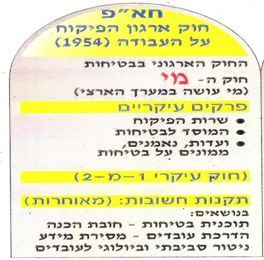 חא"פ
חוק ארגון הפיקוח
על העבודה (1954)
החוק הארגוני בבטיחות
חוק ה- מי
(מי עושה במערך הארצי)
פרקים עיקריים
● שרות הפיקוח
● המוסד לבטיחות
● ועדות, נאמנים,
ממונים על בטיחות
(חוק עיקרי 1-מ-2)
תקנות חשובות: (מאוחרות)
בנושאים:
תוכנית בטיחות - חובת הכנה
הדרכת עובדים - מסירת מידע
ניטור סביבתי וביולוגי לעובדים